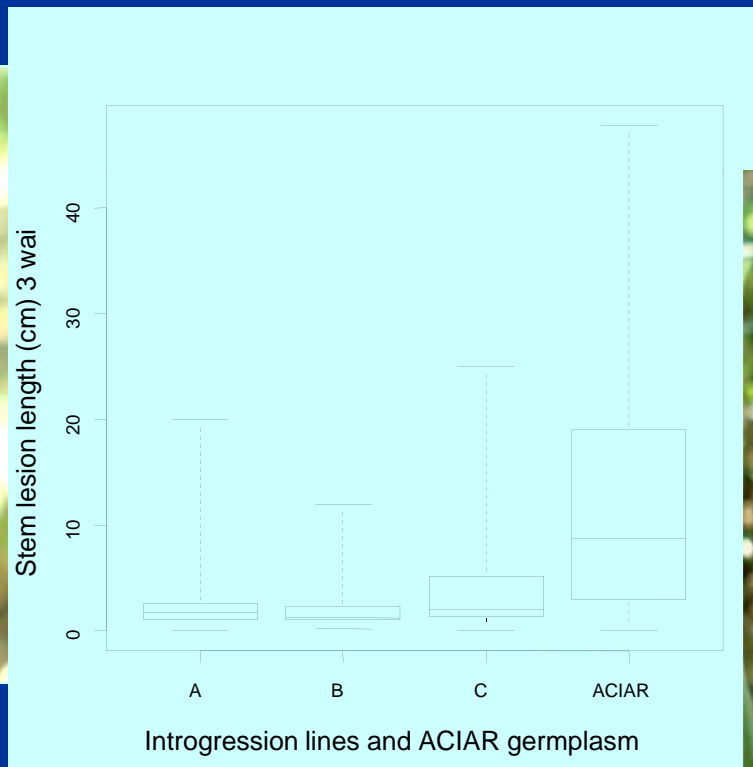 Stem lesion length (cm) 3 wai
40
30
20
10
0
A B C ACIAR
Introgression lines and ACIAR germplasm